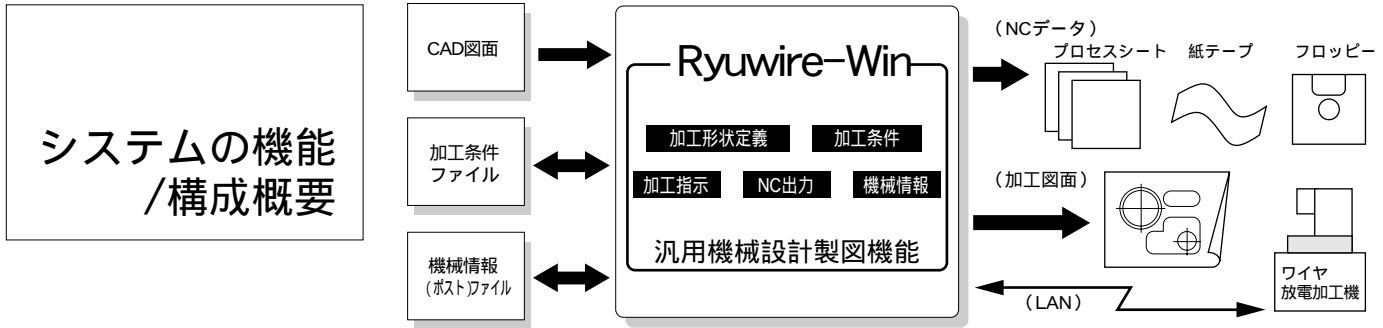 システムの機能
/構成概要
CAD図面
加工条件
ファイル
機械情報
(ポスト)ファイル
Ryuwire-Win
加工形状定義
加工条件
加工指示
NC出力
機械情報
汎用機械設計製図機能
(NCデータ)
プロセスシート
紙テープ
フロッピー
(加工図面)
(LAN)
ワイヤ
放電加工機